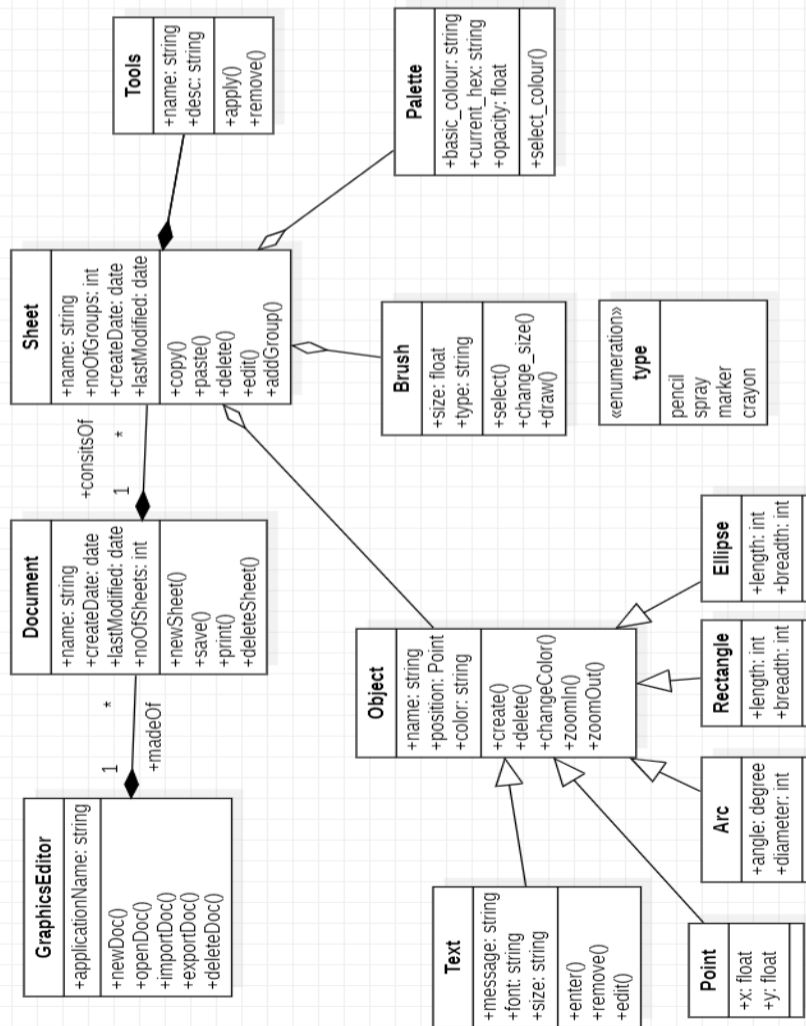 GraphicsEditor
+applicationName: string
+newDoc()
+openDoc()
+importDoc()
+exportDoc()
+deleteDoc()
1
*
+madeOf
Document
+name: string
+createDate: date
+lastModified: date
+noOfSheets: int
+newSheet()
+save()
+print()
+deleteSheet()
+consitsOf
1
*
Sheet
+name: string
+noOfGroups: int
+createDate: date
+lastModified: date
+copy()
+paste()
+delete()
+edit()
+addGroup()
Tools
+name: string
+desc: string
+apply()
+remove()
Palette
+basic_colour: string
+current_hex: string
+opacity: float
+select_colour()
Brush
+size: float
+type: string
+select()
+change_size()
+draw()
«enumeration»
type
pencil
spray
marker
crayon
Object
+name: string
+position: Point
+color: string
+create()
+delete()
+changeColor()
+zoomIn()
+zoomOut()
Text
+message: string
+font: string
+size: string
+enter()
+remove()
+edit()
Point
+x: float
+y: float
Arc
+angle: degree
+diameter: int
Rectangle
+length: int
+breadth: int
Ellipse
+length: int
+breadth: int